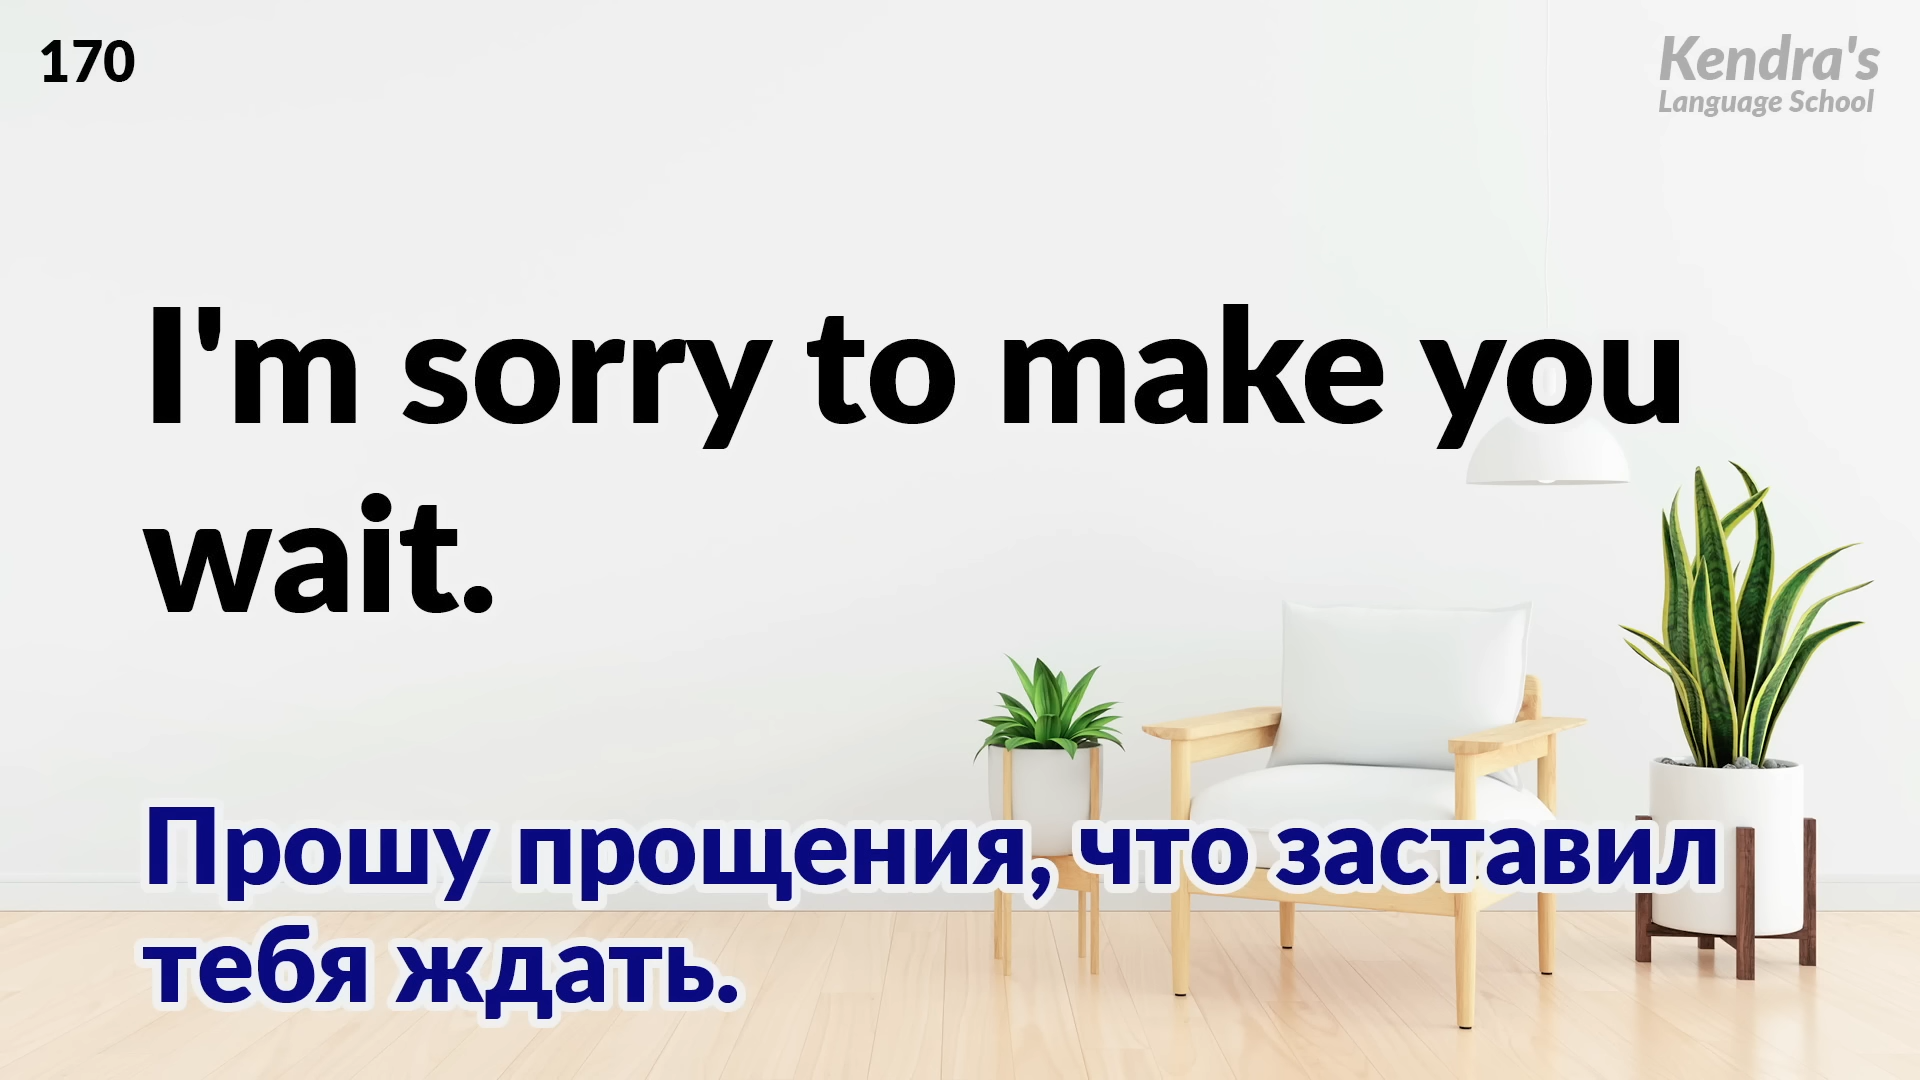 170
Kendra's
Language School
I'm sorry to make you
wait.
Прошу прощения, что заставил
тебя ждать.